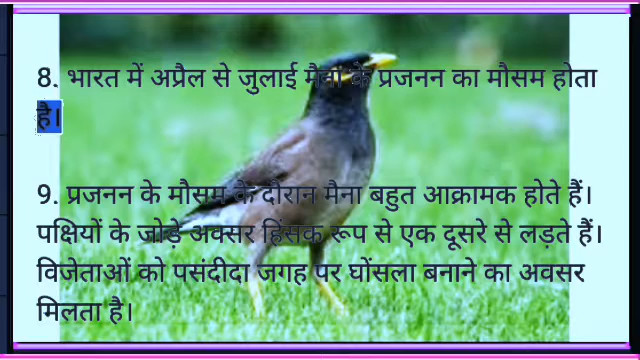 8. भारत में अप्रैल से जुलाई मैना के प्रजनन का मौसम होता
है।
9. प्रजनन के मौसम के दौरान मैना बहुत आक्रामक होते हैं।
पक्षियों के जोड़े अक्सर हिंसक रूप से एक दूसरे से लड़ते हैं।
विजेताओं को पसंदीदा जगह पर घोंसला बनाने का अवसर
मिलता है।